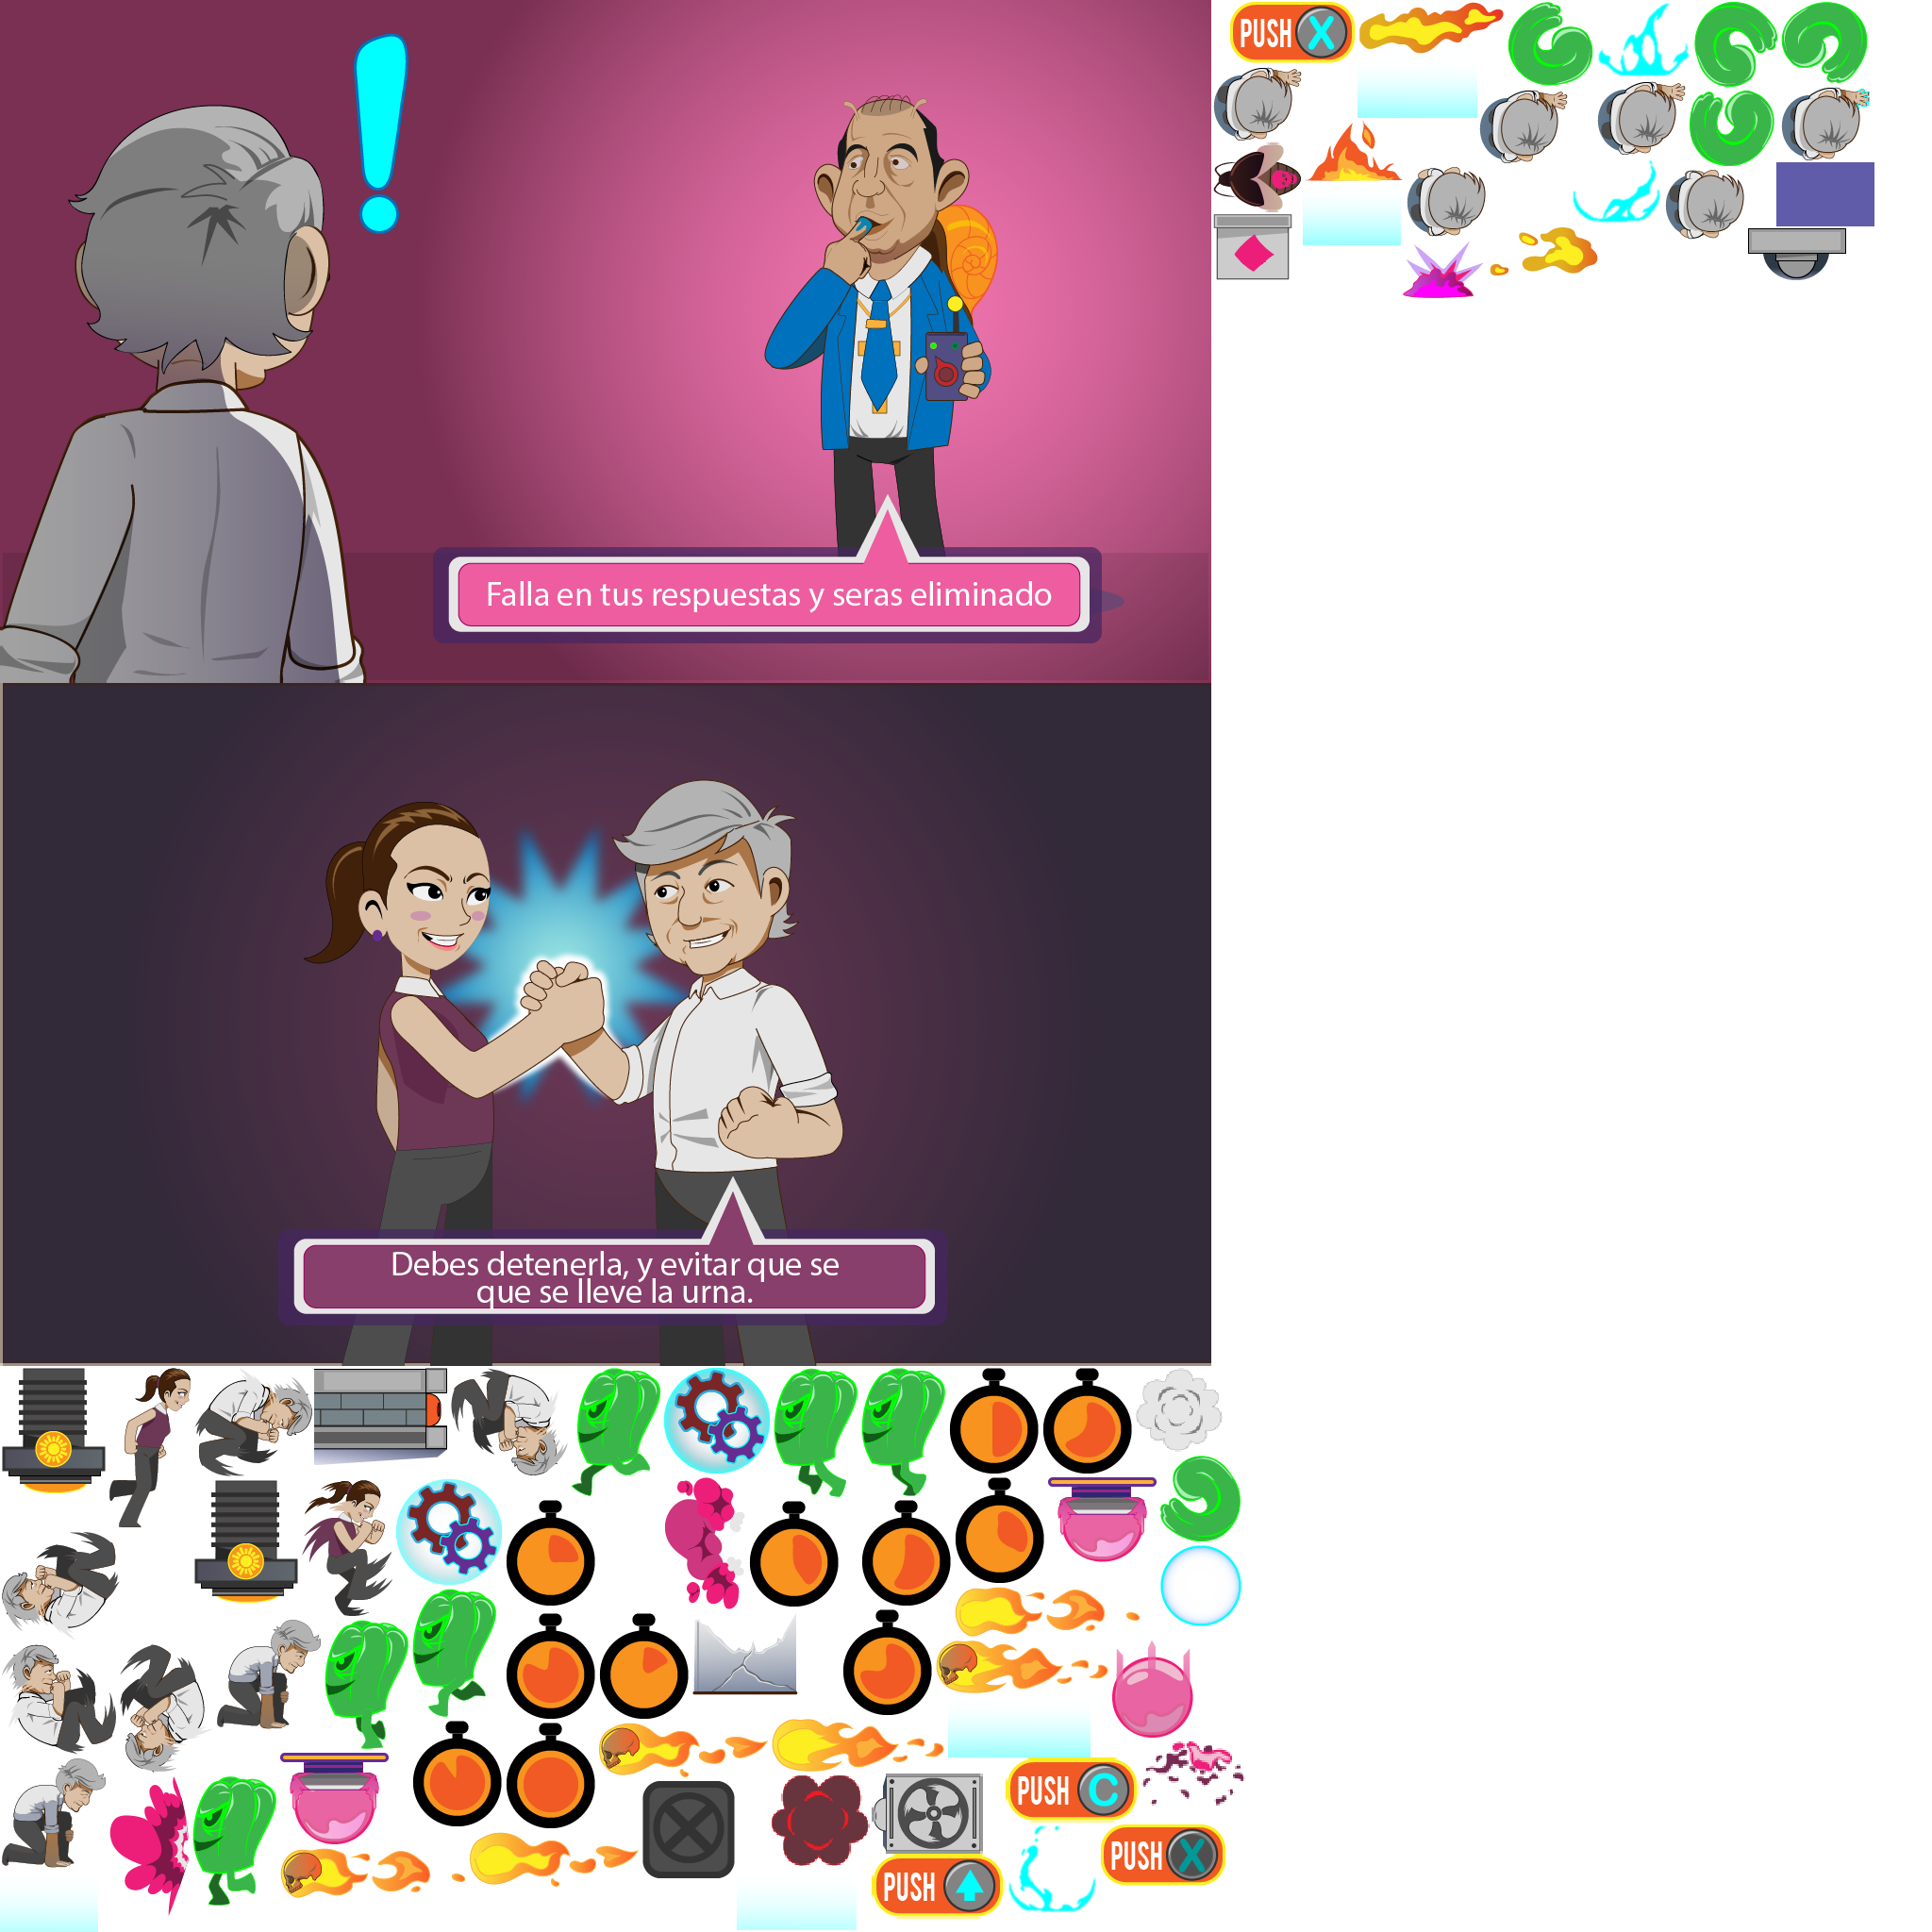 PUSH X
Falla en tus respuestas y seras eliminado
Debes detenerla, y evitar que se
que se lleve la urna.
PUSH C
PUSH X
PUSH